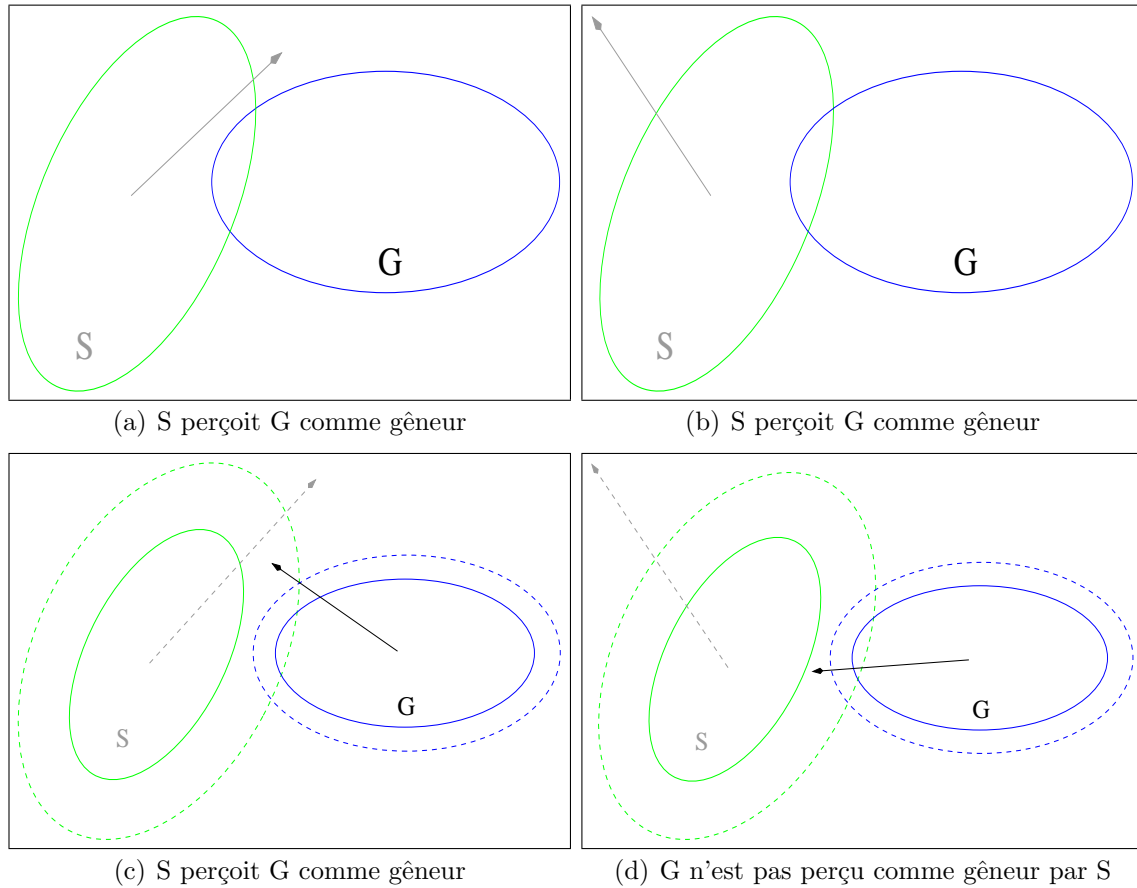 G
S
G
S
(a) S perçoit G comme gêneur
(b) S perçoit G comme gêneur
G
S
G
S
(c) S perçoit G comme gêneur
(d) G n'est pas perçu comme gêneur par S